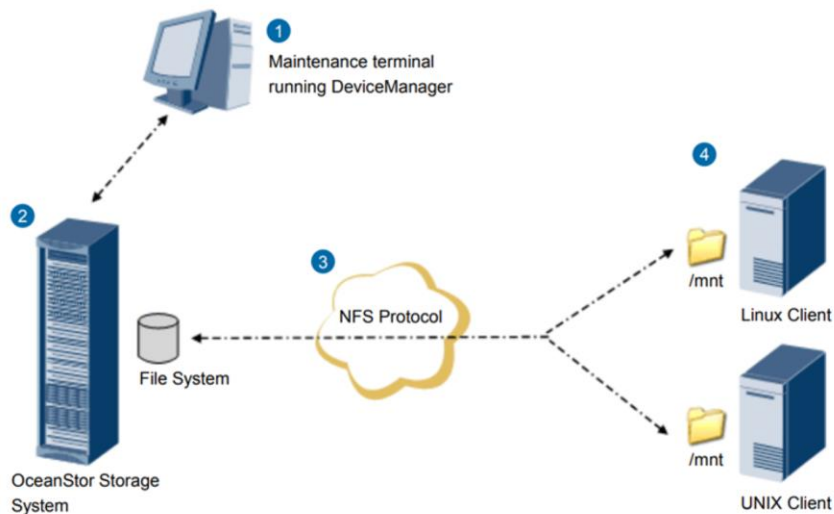 1
Maintenance terminal
running DeviceManager
2
3
4
NFS Protocol
/mnt
Linux Client
File System
/mnt
OceanStor Storage
System
UNIX Client